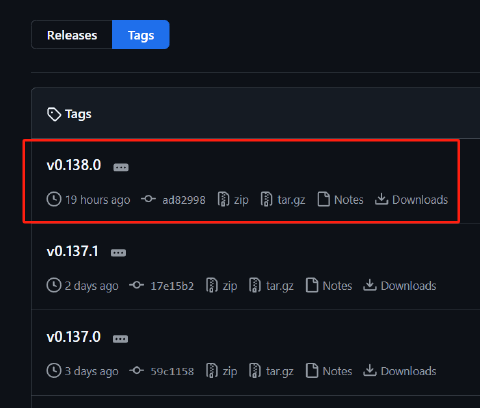 Releases Tags
Tags
v0.138.0
19 hours ago ad82998 zip tar.gz Notes Downloads
v0.137.1
2 days ago 17e15b2 zip tar.gz Notes Downloads
v0.137.0
3 days ago 59c1158 zip tar.gz Notes Downloads